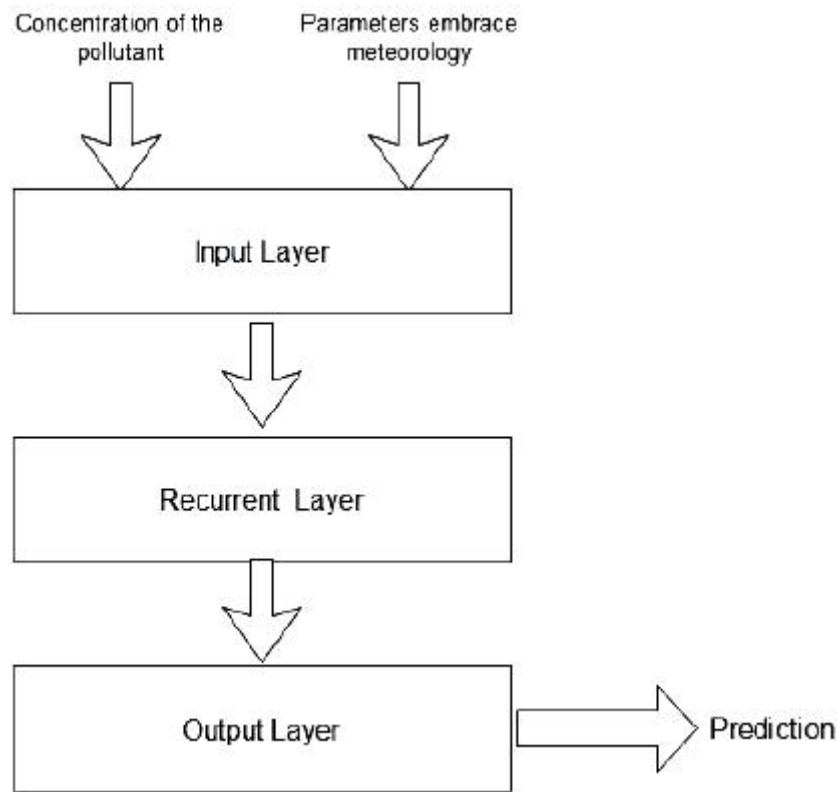 Concentration of the
pollutant
Parameters embrace
meteorology
Input Layer
Recurrent Layer
Output Layer
Prediction